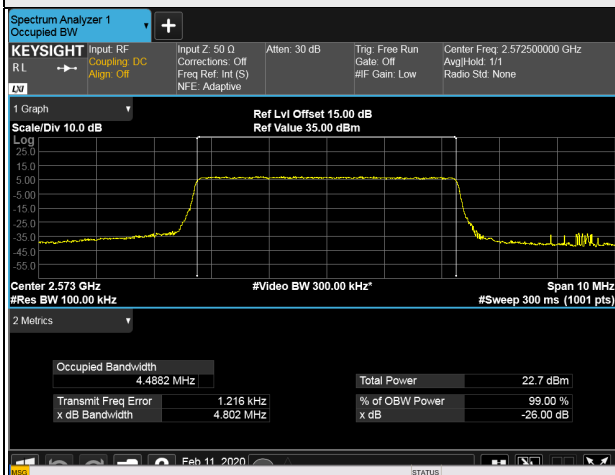 Spectrum Analyzer 1
Occupied BW
+
KEYSIGHT Input: RF Input Z: 50 Ω Atten: 30 dB Trig: Free Run Center Freq: 2.572500000 GHz
RL Coupling: DC Corrections: Off Gate: Off Avg|Hold: 1/1
Align: Off Freq Ref: Int (S) #IF Gain: Low Radio Std: None
LXI NFE: Adaptive
1 Graph
Ref Lvl Offset 15.00 dB
Scale/Div 10.0 dB Ref Value 35.00 dBm
Log
25.0
15.0
5.00
-5.00
-15.0
-25.0
-35.0
-45.0
-55.0
Center 2.573 GHz #Video BW 300.00 kHz* Span 10 MHz
#Res BW 100.00 kHz #Sweep 300 ms (1001 pts)
2 Metrics
Occupied Bandwidth
4.4882 MHz Total Power 22.7 dBm
Transmit Freq Error 1.216 kHz % of OBW Power 99.00 %
x dB Bandwidth 4.802 MHz x dB -26.00 dB
Feb 11, 2020
MSG STATUS